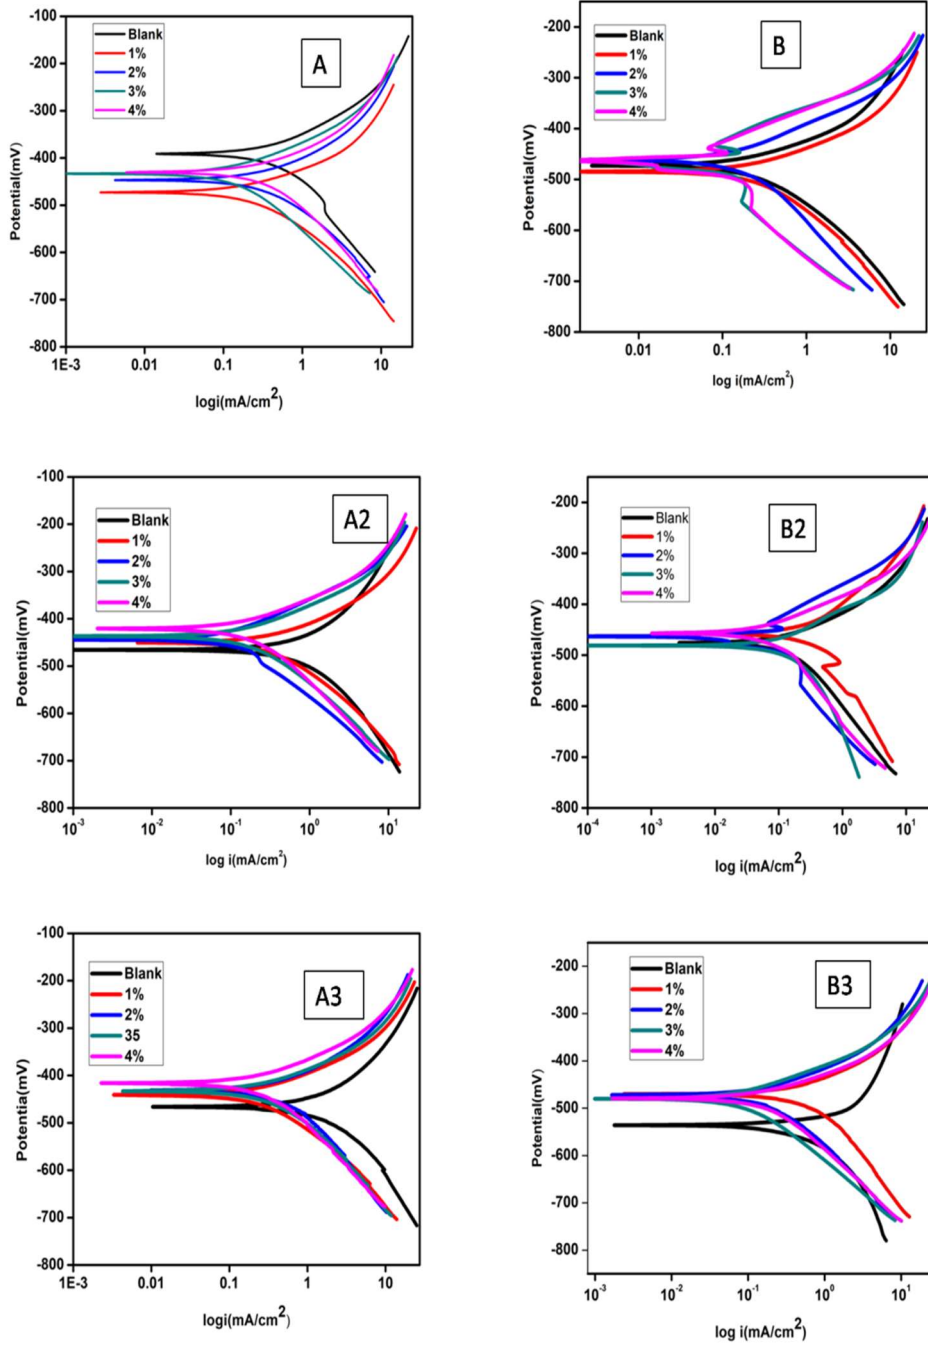 A
Blank
1%
2%
3%
4%
-100
-200
-300
-400
-500
-600
-700
-800
Potential(mV)
1E-3 0.01 0.1 1 10
logi(mA/cm²)
B
Blank
1%
2%
3%
4%
-200
-300
-400
-500
-600
-700
-800
Potential(mV)
0.01 0.1 1 10
log i(mA/cm²)
A2
Blank
1%
2%
3%
4%
-100
-200
-300
-400
-500
-600
-700
-800
Potential(mV)
10⁻³ 10⁻² 10⁻¹ 10⁰ 10¹
log i(mA/cm²)
B2
Blank
1%
2%
3%
4%
-200
-300
-400
-500
-600
-700
-800
Potential(mV)
10⁻⁴ 10⁻³ 10⁻² 10⁻¹ 10⁰ 10¹
log i(mA/cm²)
A3
Blank
1%
2%
35
4%
-100
-200
-300
-400
-500
-600
-700
-800
Potential(mV)
1E-3 0.01 0.1 1 10
logi(mA/cm²)
B3
Blank
1%
2%
3%
4%
-200
-300
-400
-500
-600
-700
-800
Potential(mV)
10⁻³ 10⁻² 10⁻¹ 10⁰ 10¹
log i(mA/cm²)